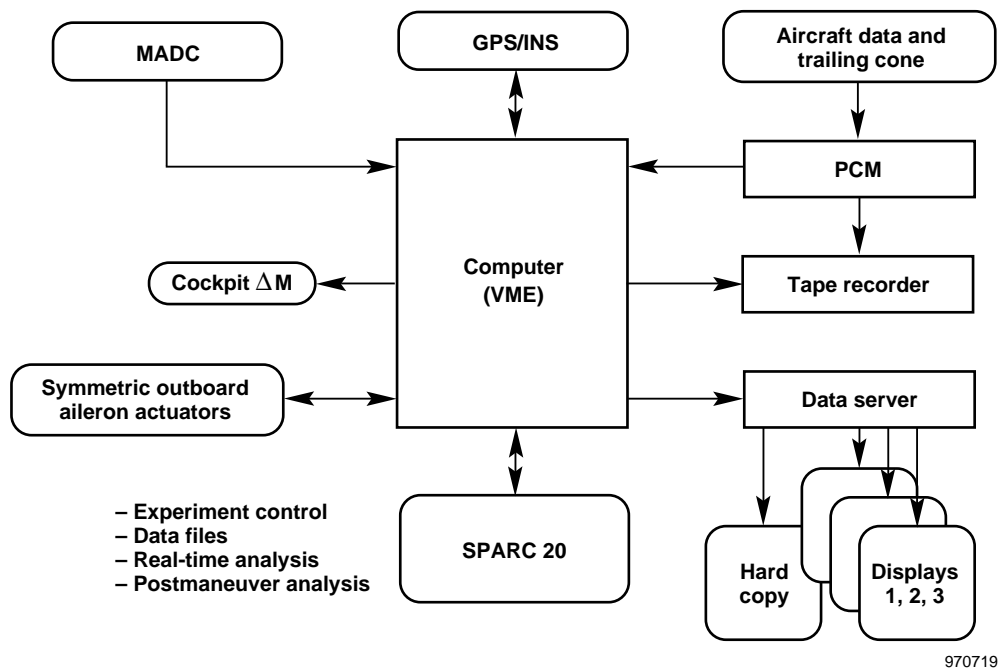 MADC
GPS/INS
Aircraft data and
trailing cone
PCM
Computer
(VME)
Cockpit ΔM
Tape recorder
Symmetric outboard
aileron actuators
Data server
– Experiment control
– Data files
– Real-time analysis
– Postmaneuver analysis
SPARC 20
Hard
copy
Displays
1, 2, 3
970719